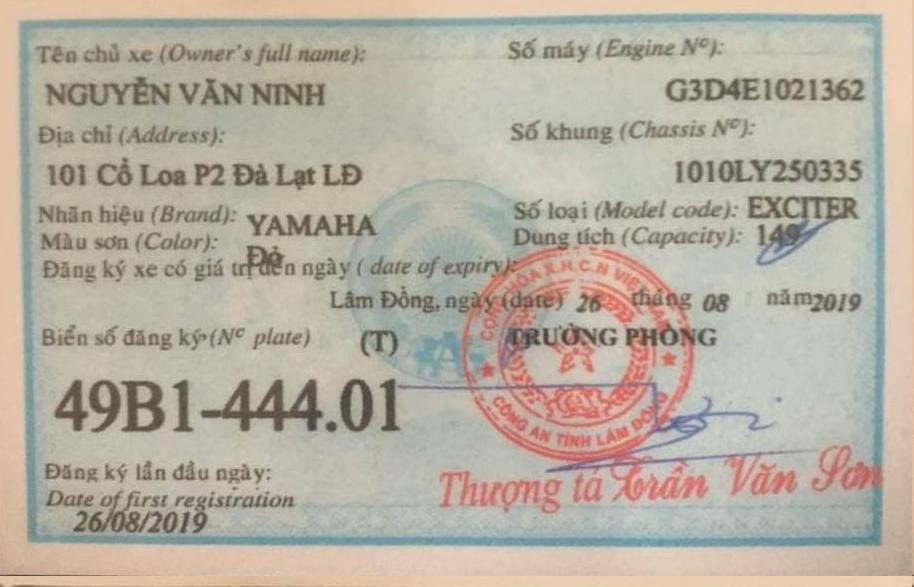 Tên chủ xe (Owner's full name):
NGUYỄN VĂN NINH
Địa chỉ (Address):
101 Cổ Loa P2 Đà Lạt LĐ
Nhãn hiệu (Brand): YAMAHA
Màu sơn (Color): Đỏ
Số máy (Engine Nº):
G3D4E1021362
Số khung (Chassis Nº):
1010LY250335
Số loại (Model code): EXCITER
Dung tích (Capacity): 149
Đăng ký xe có giá trị đến ngày ( date of expiry):
Lâm Đồng, ngày (date) 26 tháng 08 năm 2019
Biển số đăng ký (Nº plate) (T)
49B1-444.01
TRƯỞNG PHÒNG
CỘNG HÒA X.H.C.N VIỆT NAM
CÔNG AN TỈNH LÂM ĐỒNG
Thượng tá Trần Văn Sơn
Đăng ký lần đầu ngày:
Date of first registration
26/08/2019